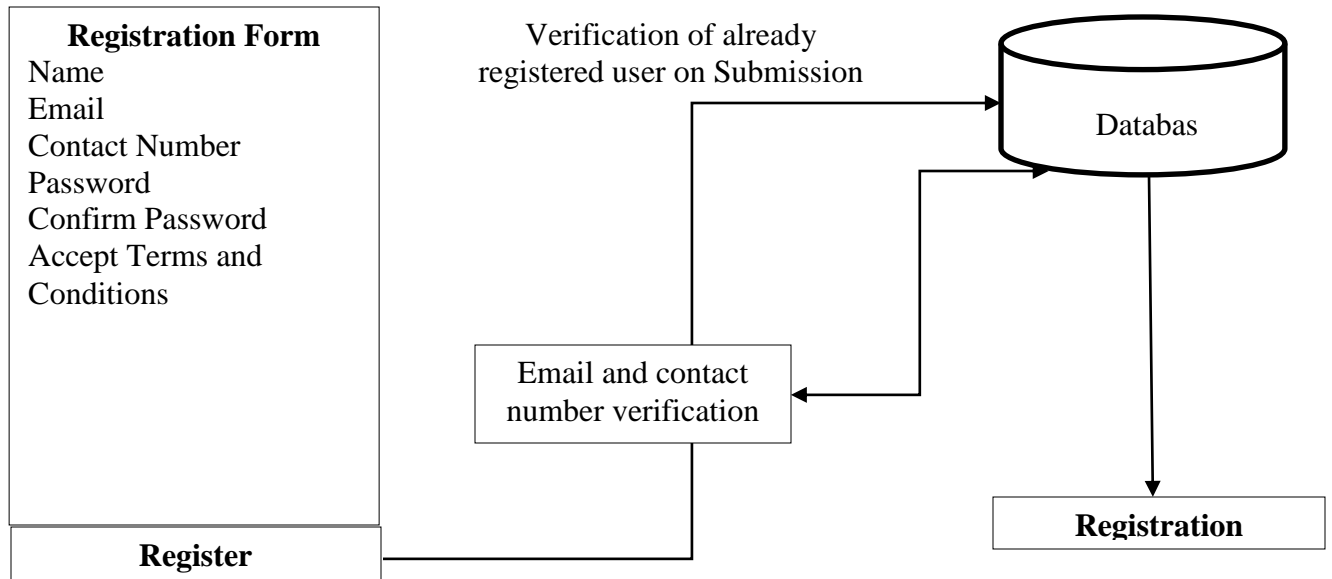 Registration Form
Name
Email
Contact Number
Password
Confirm Password
Accept Terms and
Conditions
Register
Verification of already
registered user on Submission
Email and contact
number verification
Databas
Registration